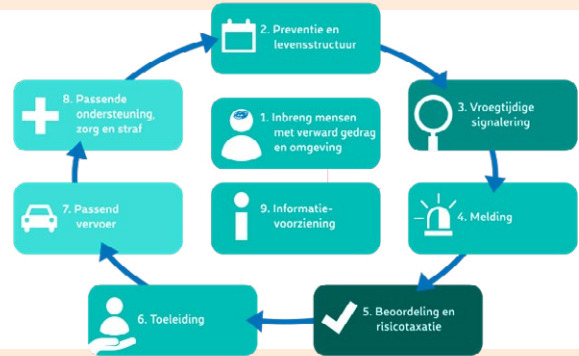 2. Preventie en
levensstructuur
3. Vroegtijdige
signalering
4. Melding
5. Beoordeling en
risicotaxatie
6. Toeleiding
7. Passend
vervoer
8. Passende
ondersteuning,
zorg en straf
1. Inbreng mensen
met verward gedrag
en omgeving
9. Informatie-
voorziening